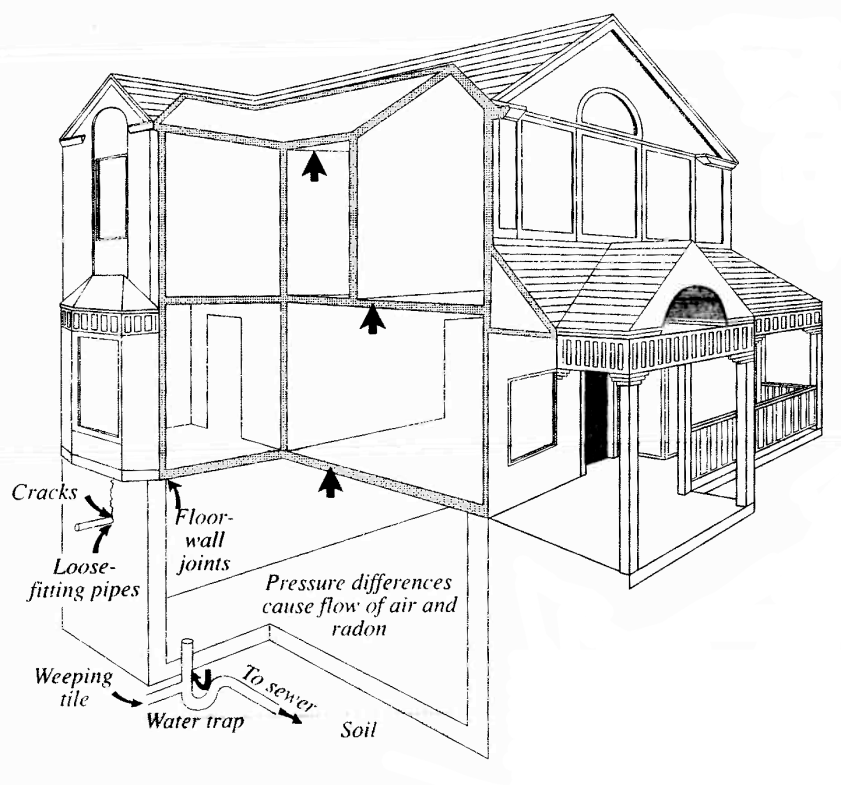 Cracks
Floor-
wall
joints
Loose-
fitting pipes
Pressure differences
cause flow of air and
radon
Weeping
tile
To sewer
Water trap
Soil